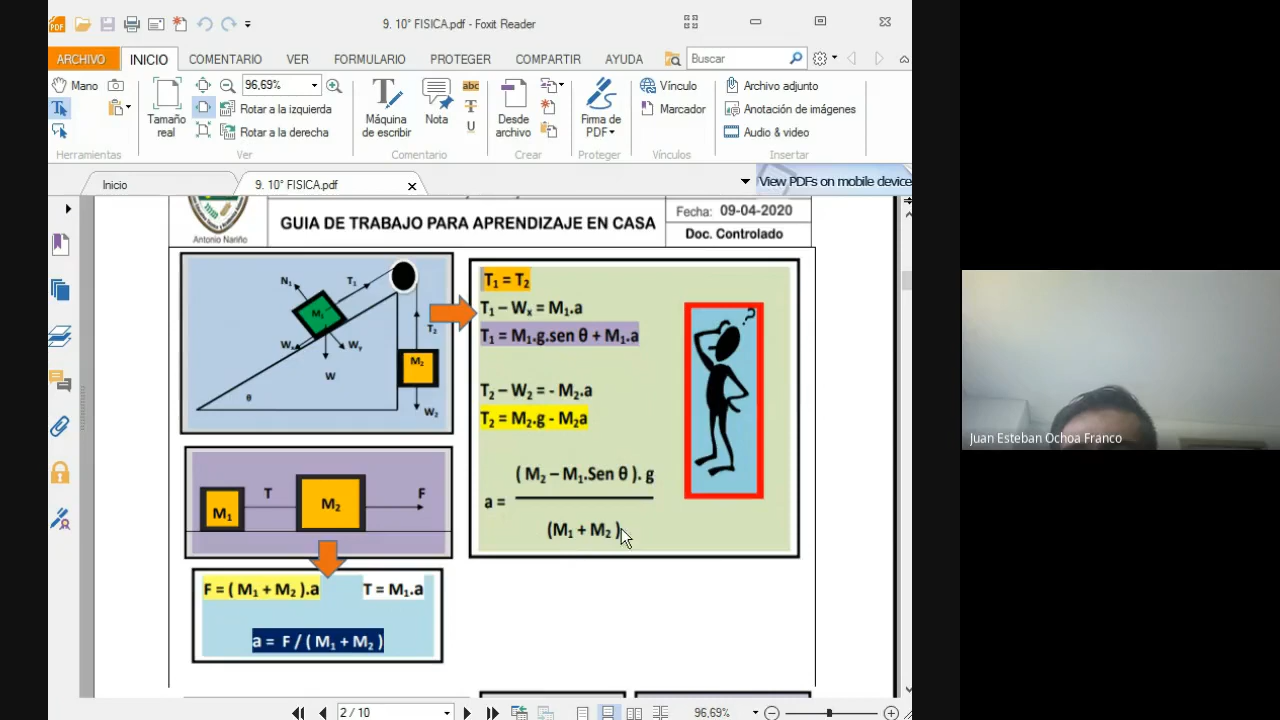 9. 10° FISICA.pdf - Foxit Reader
ARCHIVO INICIO COMENTARIO VER FORMULARIO PROTEGER COMPARTIR AYUDA Buscar
Mano
96,69%
Tamaño real
Rotar a la izquierda
Rotar a la derecha
Máquina de escribir
Nota
Desde archivo
Firma de PDF
Vínculo
Marcador
Archivo adjunto
Anotación de imágenes
Audio & video
Herramientas Ver Comentario Crear Proteger Vínculos Insertar
Inicio 9. 10° FISICA.pdf View PDFs on mobile device
Antonio Nariño
GUIA DE TRABAJO PARA APRENDIZAJE EN CASA
Fecha: 09-04-2020
Doc. Controlado
N₁ T₁
M₁
T₂
Wₓ Wᵧ
W
M₂
θ
W₂
T₁ = T₂
T₁ – Wₓ = M₁.a
T₁ = M₁.g.sen θ + M₁.a
T₂ – W₂ = - M₂.a
T₂ = M₂.g - M₂a
( M₂ – M₁.Sen θ ). g
a =
(M₁ + M₂ )
?
M₁ T M₂ F
F = ( M₁ + M₂ ).a T = M₁.a
a = F / ( M₁ + M₂ )
Juan Esteban Ochoa Franco
2 / 10 96,69%